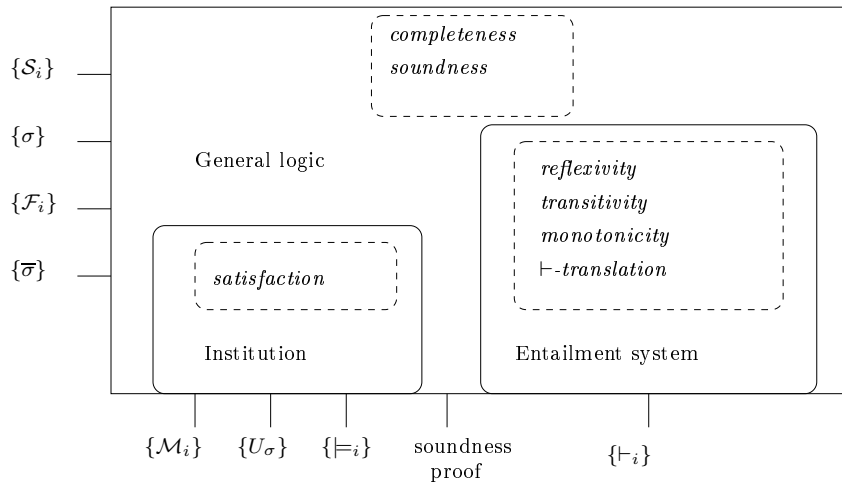 completeness
soundness
{𝒮ᵢ}
{σ}
General logic
reflexivity
transitivity
monotonicity
⊢-translation
{ℱᵢ}
{σ̅}
satisfaction
Institution
Entailment system
{ℳᵢ}
{U_σ}
{⊨ᵢ}
soundness
proof
{⊢ᵢ}